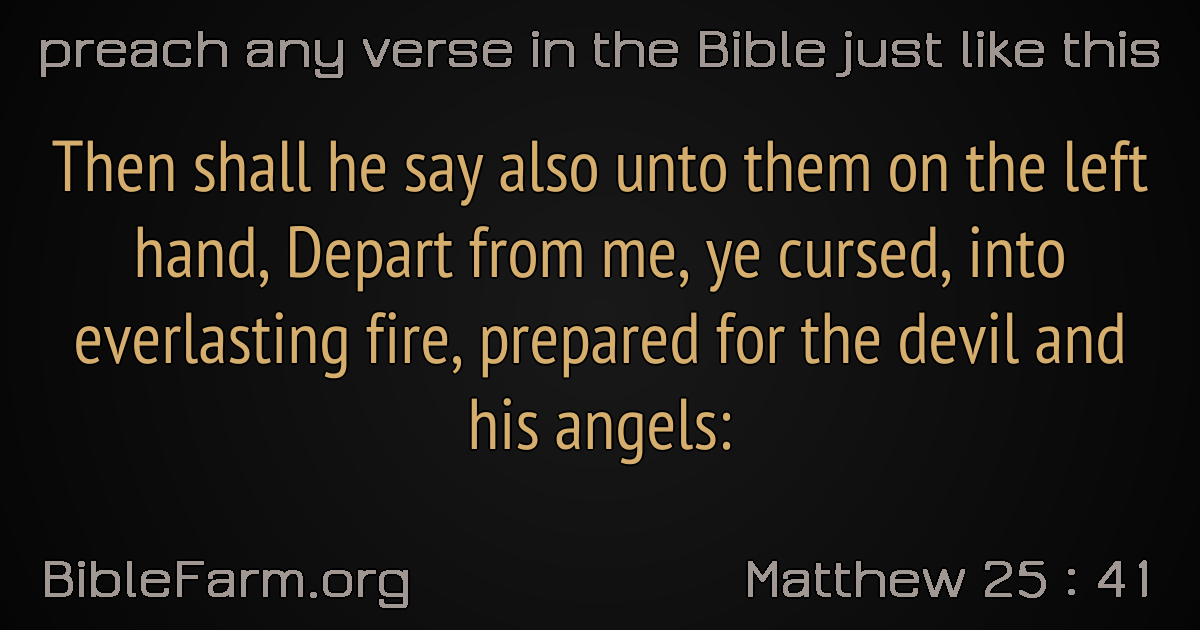 preach any verse in the Bible just like this
Then shall he say also unto them on the left
hand, Depart from me, ye cursed, into
everlasting fire, prepared for the devil and
his angels:
BibleFarm.org
Matthew 25 : 41